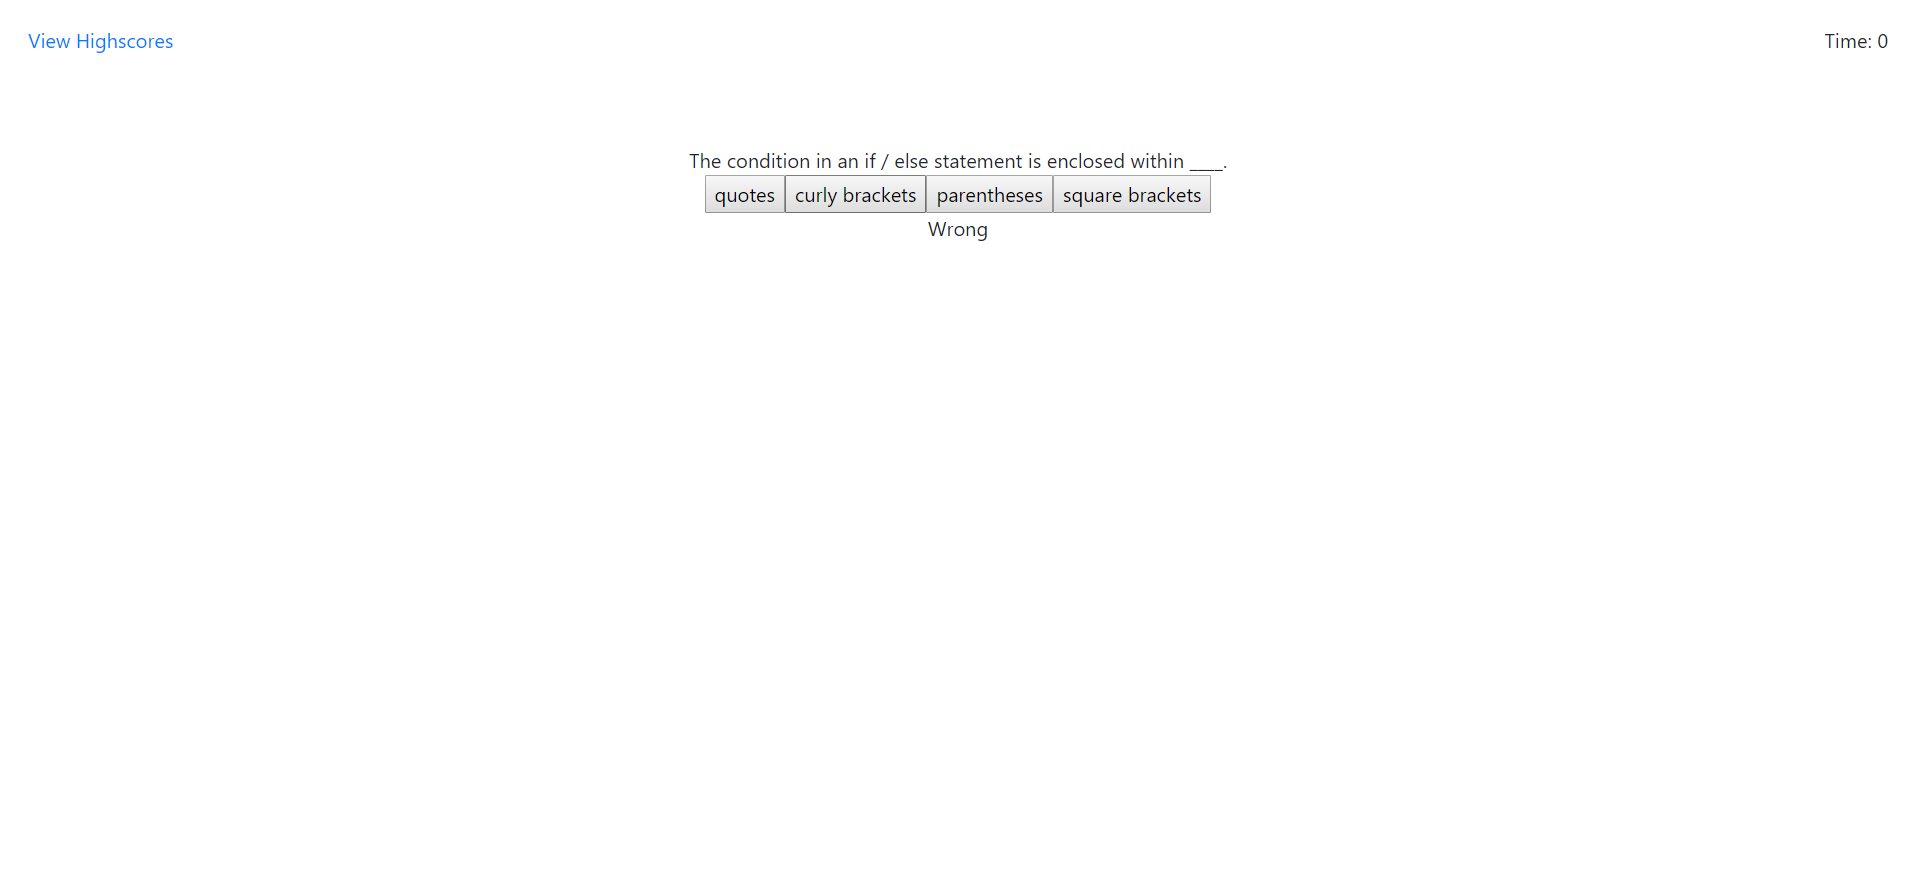 View Highscores
Time: 0
The condition in an if / else statement is enclosed within ____.
quotes curly brackets parentheses square brackets
Wrong